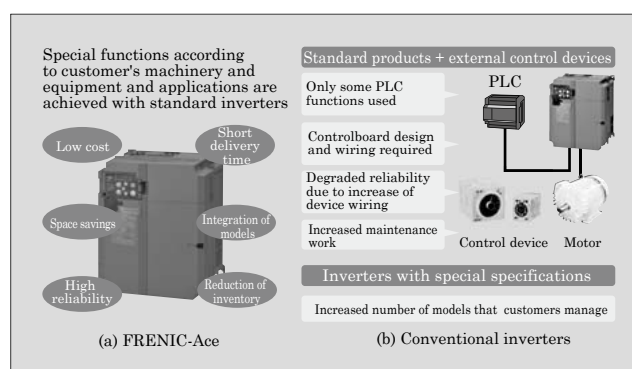 Special functions according
to customer's machinery and
equipment and applications are
achieved with standard inverters
Low cost
Short
delivery
time
Space savings
Integration of
models
High
reliability
Reduction of
inventory
(a) FRENIC-Ace
Standard products + external control devices
Only some PLC
functions used
PLC
Controlboard design
and wiring required
Degraded reliability
due to increase of
device wiring
Increased maintenance
work
Control device
Motor
Inverters with special specifications
Increased number of models that customers manage
(b) Conventional inverters